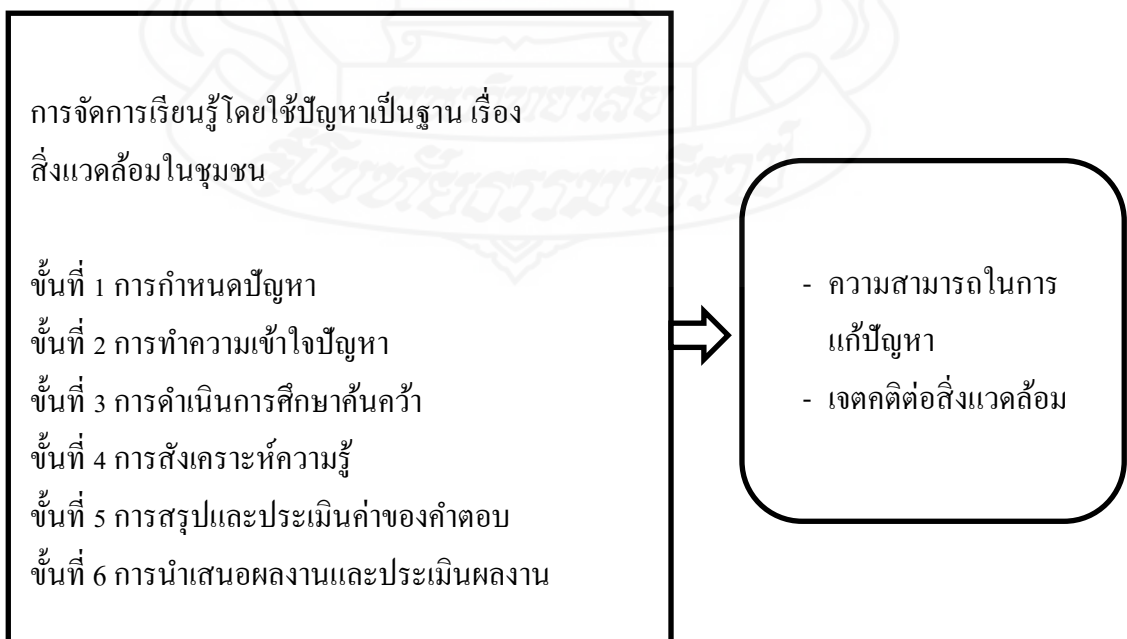 การจัดการเรียนรู้โดยใช้ปัญหาเป็นฐาน เรื่อง
สิ่งแวดล้อมในชุมชน
ขั้นที่ 1 การกำหนดปัญหา
ขั้นที่ 2 การทำความเข้าใจปัญหา
ขั้นที่ 3 การดำเนินการศึกษาค้นคว้า
ขั้นที่ 4 การสังเคราะห์ความรู้
ขั้นที่ 5 การสรุปและประเมินค่าของคำตอบ
ขั้นที่ 6 การนำเสนอผลงานและประเมินผลงาน
- ความสามารถในการ
แก้ปัญหา
- เจตคติต่อสิ่งแวดล้อม